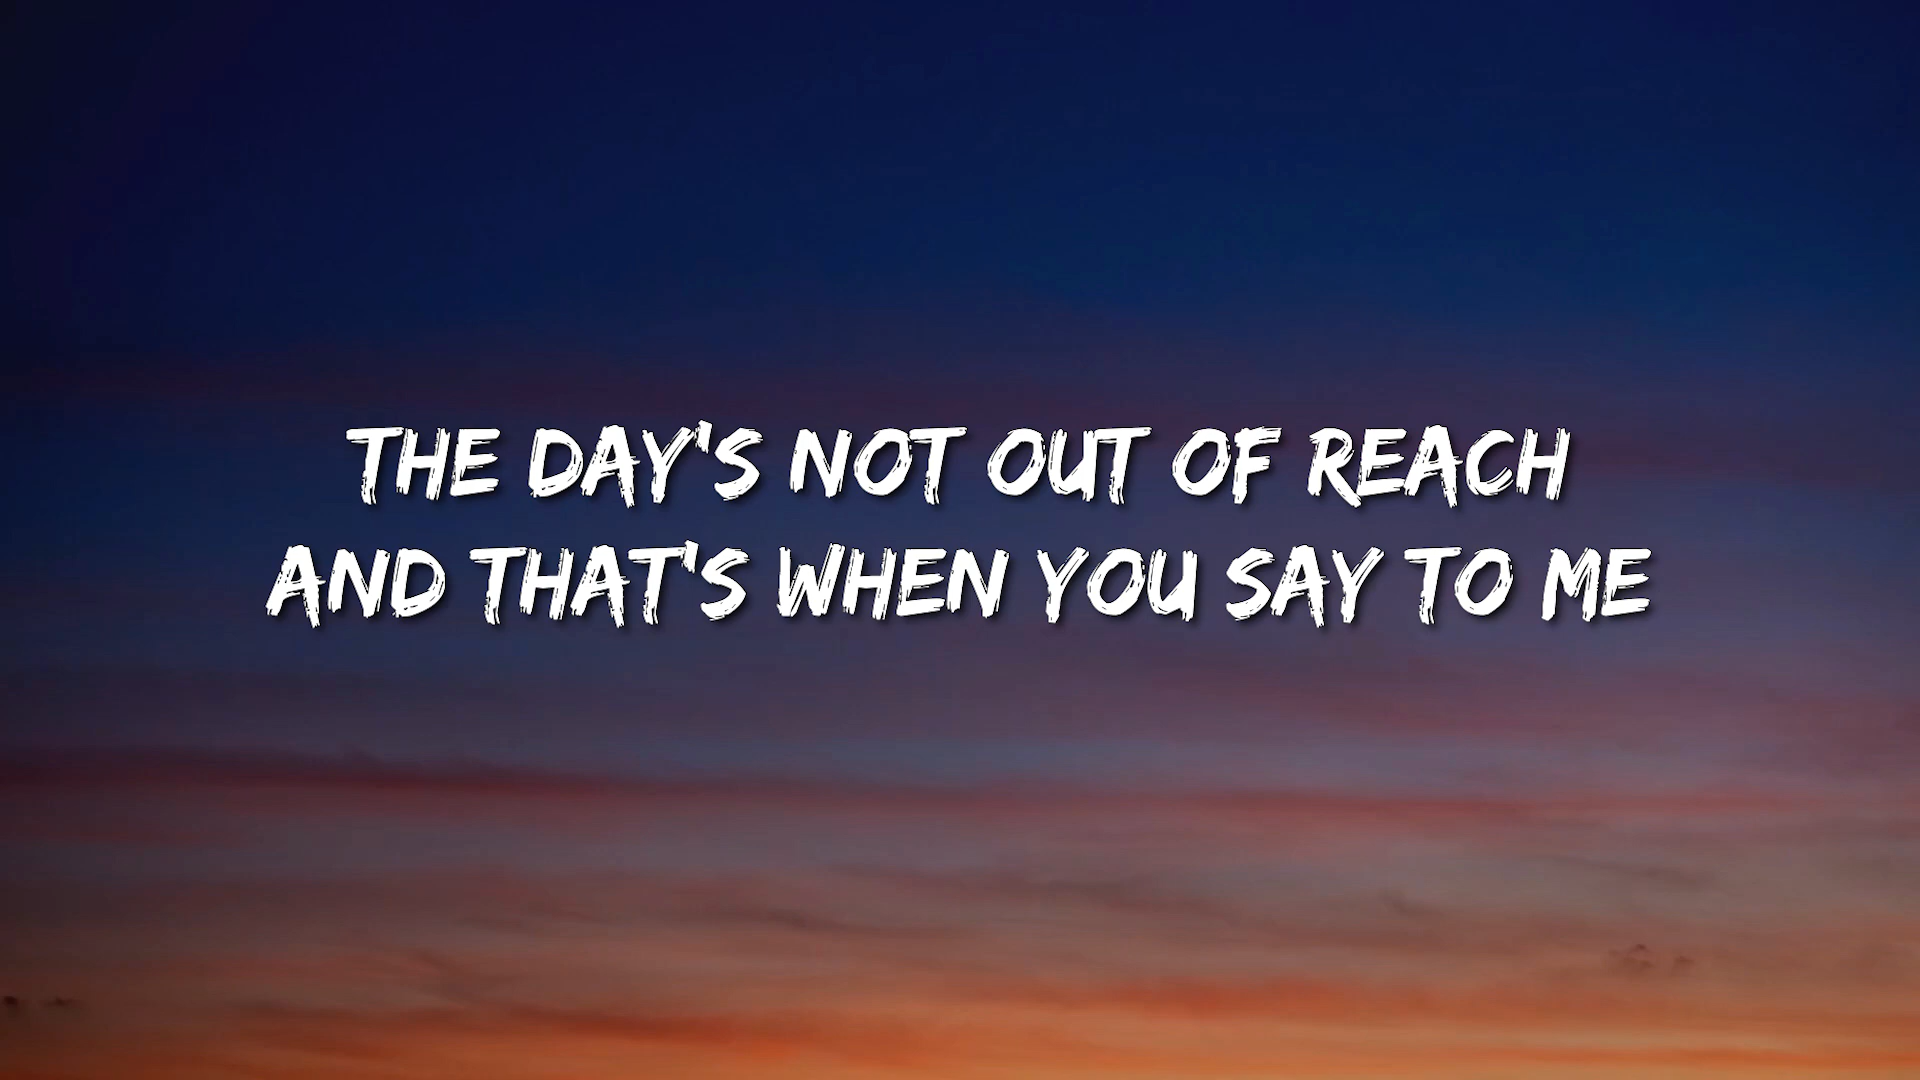 THE DAY'S NOT OUT OF REACH
AND THAT'S WHEN YOU SAY TO ME